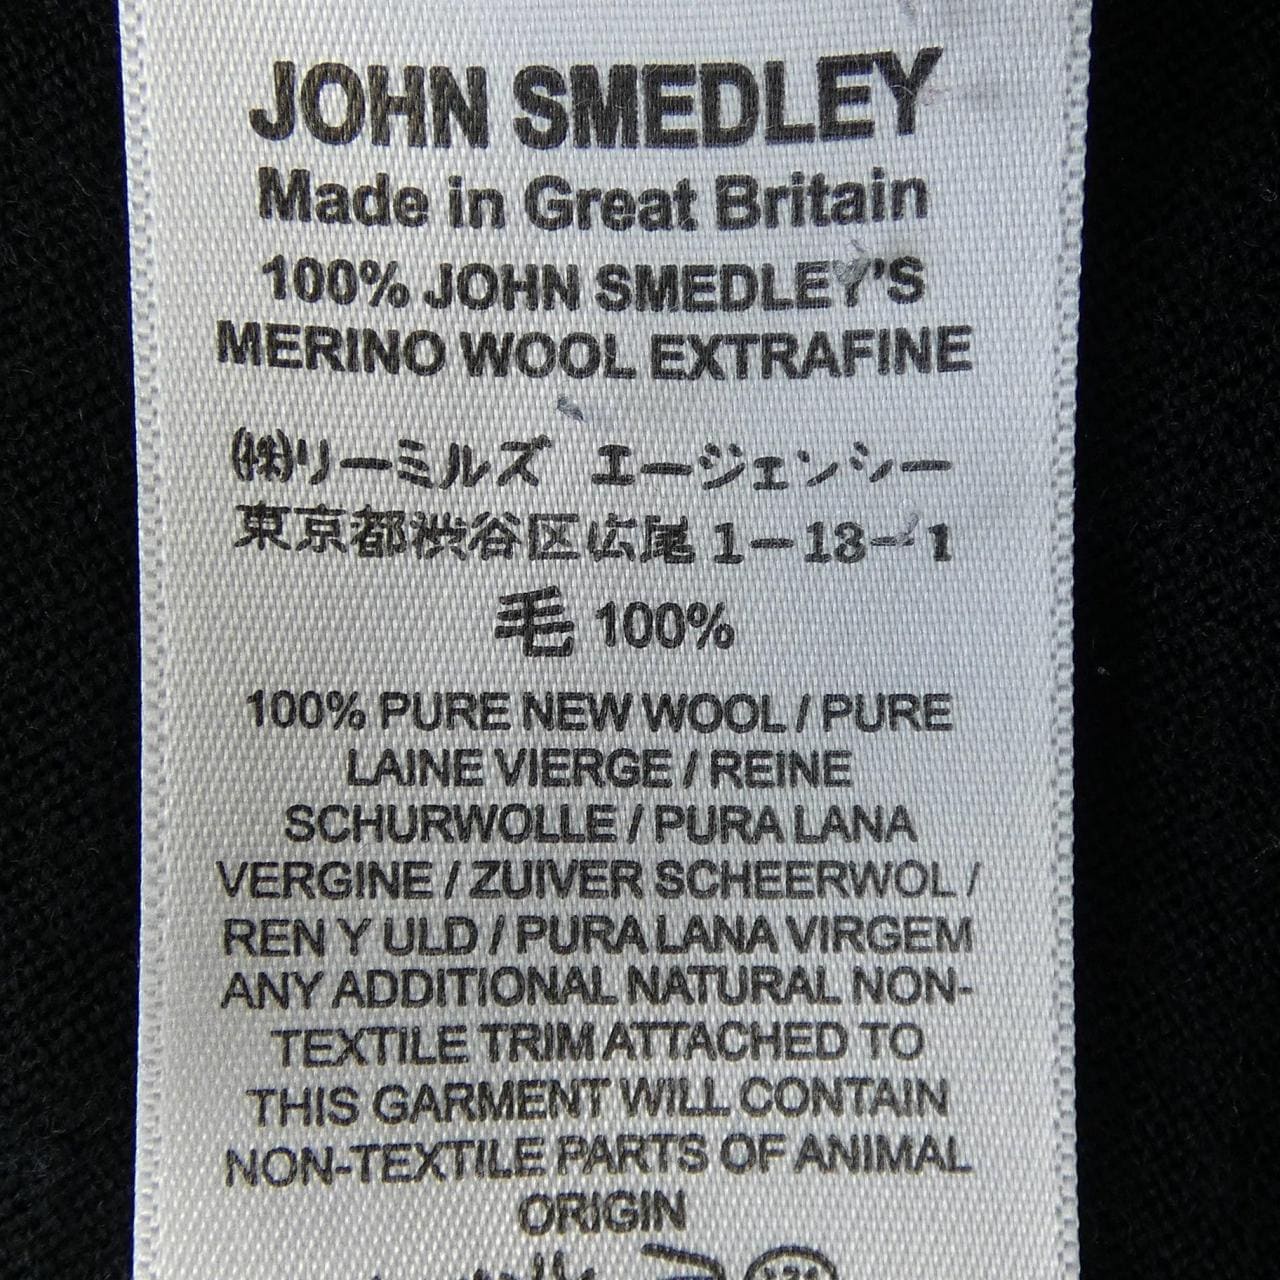 JOHN SMEDLEY
Made in Great Britain
100% JOHN SMEDLEY'S
MERINO WOOL EXTRAFINE
㈱リーミルズ エージェンシー
東京都渋谷区広尾1-13-1
毛 100%
100% PURE NEW WOOL / PURE
LAINE VIERGE / REINE
SCHURWOLLE / PURA LANA
VERGINE / ZUIVER SCHEERWOL /
REN Y ULD / PURA LANA VIRGEM
ANY ADDITIONAL NATURAL NON-
TEXTILE TRIM ATTACHED TO
THIS GARMENT WILL CONTAIN
NON-TEXTILE PARTS OF ANIMAL
ORIGIN